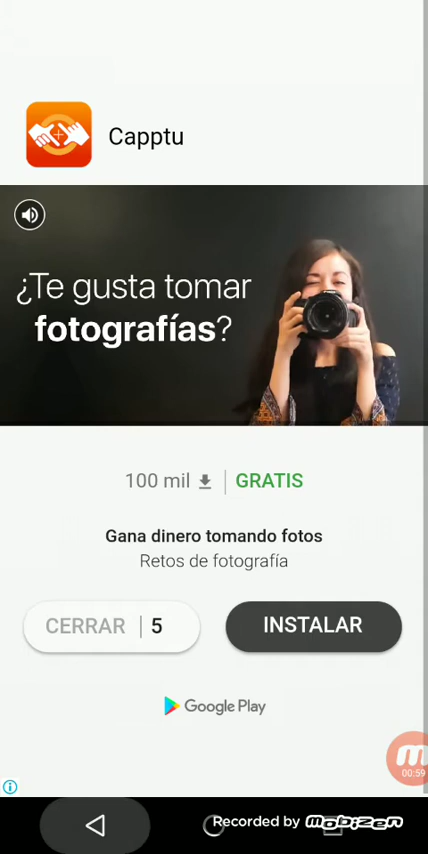 Capptu
¿Te gusta tomar
fotografías?
100 mil
GRATIS
Gana dinero tomando fotos
Retos de fotografía
CERRAR | 5
INSTALAR
Google Play
00:59
Recorded by mobizen